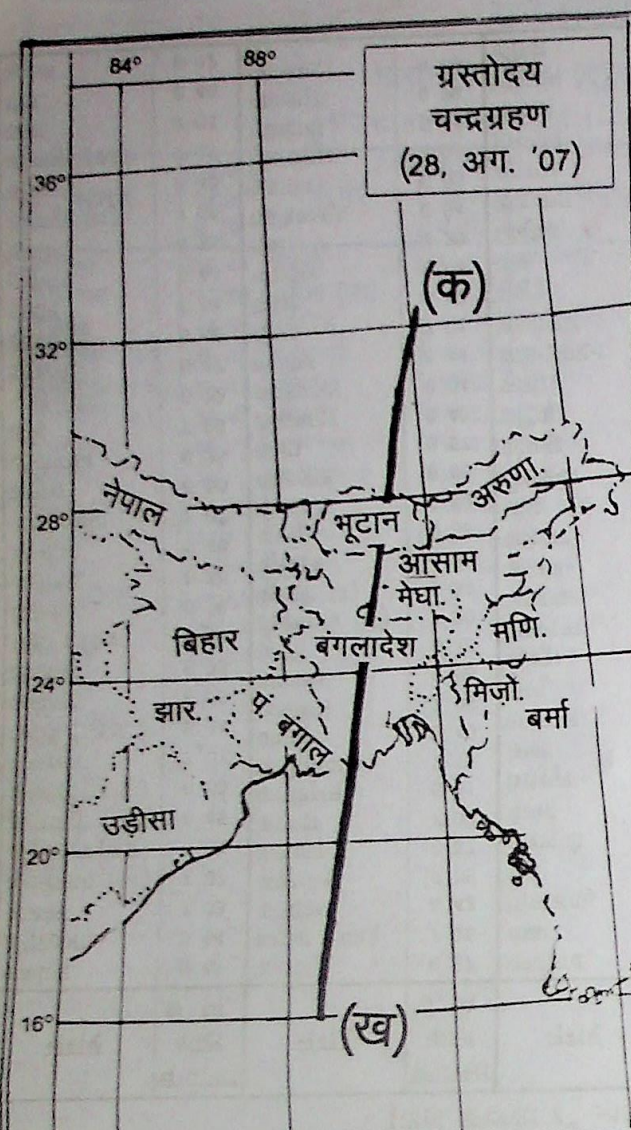 84° 88°
ग्रस्तोदय
चन्द्रग्रहण
(28, अग. '07)
36°
(क)
32°
नेपाल
28°
भूटान
अरुणा.
आसाम
मेघा.
बिहार
बंगलादेश
मणि.
24°
झार.
पं. बंगाल
मिज़ो.
बर्मा
उड़ीसा
20°
16°
(ख)